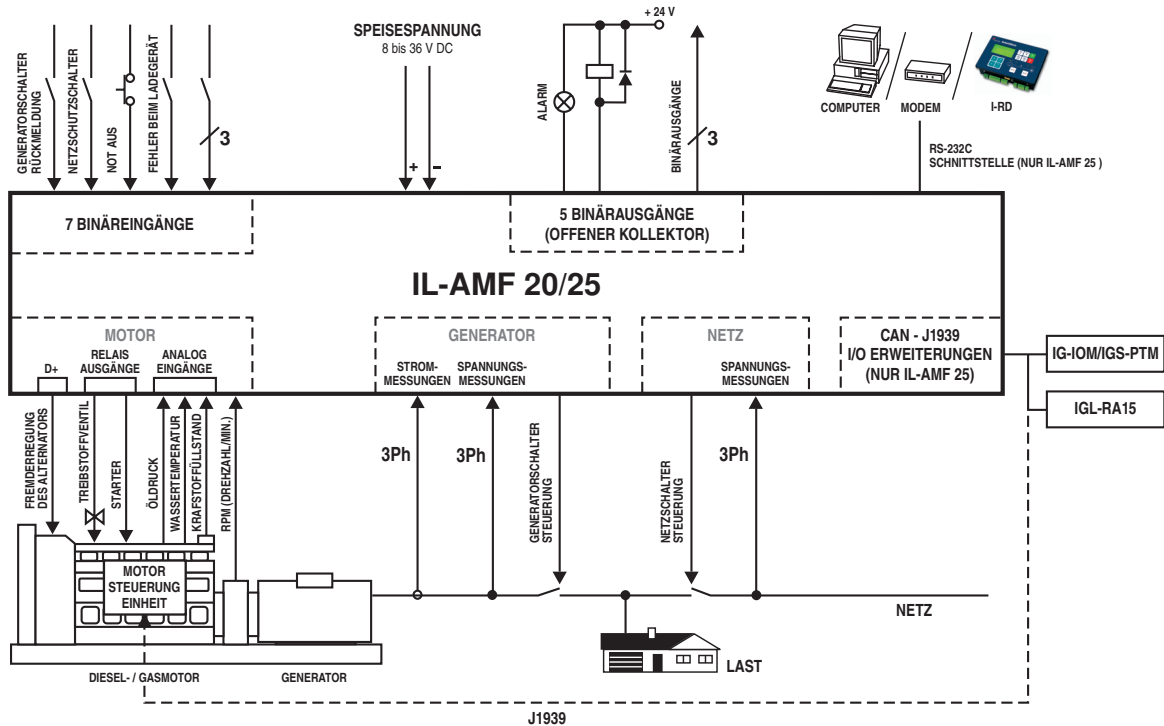 GENERATORSCHALTER
RÜCKMELDUNG
NETZSCHUTZSCHALTER
NOT AUS
FEHLER BEIM LADEGERÄT
3
SPEISESPANNUNG
8 bis 36 V DC
+
–
ALARM
+ 24 V
BINÄRAUSGÄNGE
3
COMPUTER
MODEM
I-RD
RS-232C
SCHNITTSTELLE (NUR IL-AMF 25 )
7 BINÄREINGÄNGE
5 BINÄRAUSGÄNGE
(OFFENER KOLLEKTOR)
IL-AMF 20/25
MOTOR
D+
RELAIS
AUSGÄNGE
ANALOG
EINGÄNGE
GENERATOR
STROM-
MESSUNGEN
SPANNUNGS-
MESSUNGEN
NETZ
SPANNUNGS-
MESSUNGEN
CAN - J1939
I/O ERWEITERUNGEN
(NUR IL-AMF 25)
IG-IOM/IGS-PTM
IGL-RA15
FREMDERREGUNG
DES ALTERNATORS
TREIBSTOFFVENTIL
STARTER
ÖLDRUCK
WASSERTEMPERATUR
KRAFSTOFFÜLLSTAND
RPM (DREHZAHL/MIN.)
3Ph
3Ph
GENERATORSCHALTER
STEUERUNG
NETZSCHALTER
STEUERUNG
3Ph
MOTOR
STEUERUNG
EINHEIT
NETZ
LAST
DIESEL- / GASMOTOR
GENERATOR
J1939